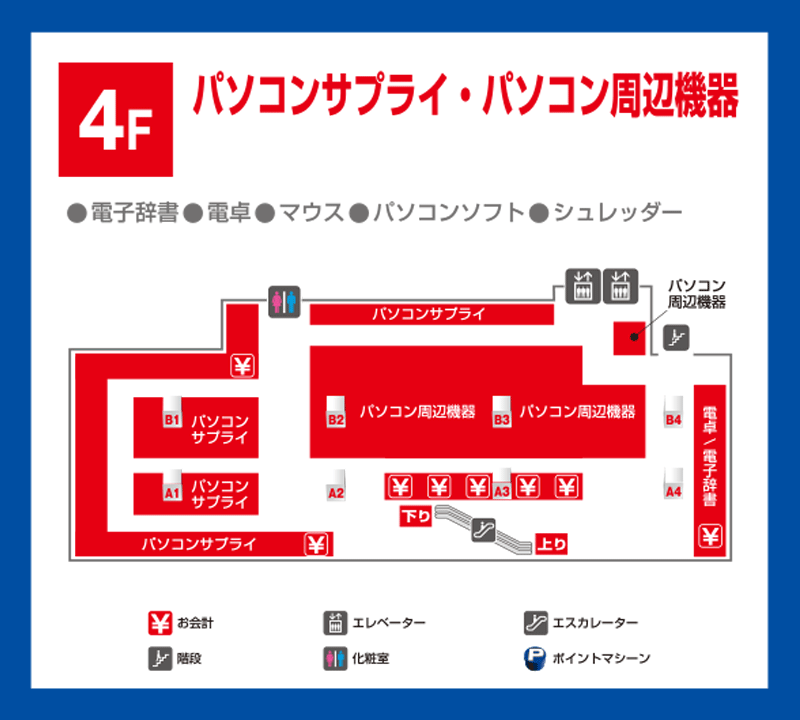 4F
パソコンサプライ・パソコン周辺機器
●電子辞書●電卓●マウス●パソコンソフト●シュレッダー
パソコン
周辺機器
パソコンサプライ
¥
B1
パソコン
サプライ
B2
パソコン周辺機器
B3
パソコン周辺機器
B4
電卓/電子辞書
A1
パソコン
サプライ
A2
¥ ¥ ¥ A3 ¥ ¥
A4
下り
上り
パソコンサプライ
¥
¥
¥ お会計
エレベーター
エスカレーター
階段
化粧室
P ポイントマシーン